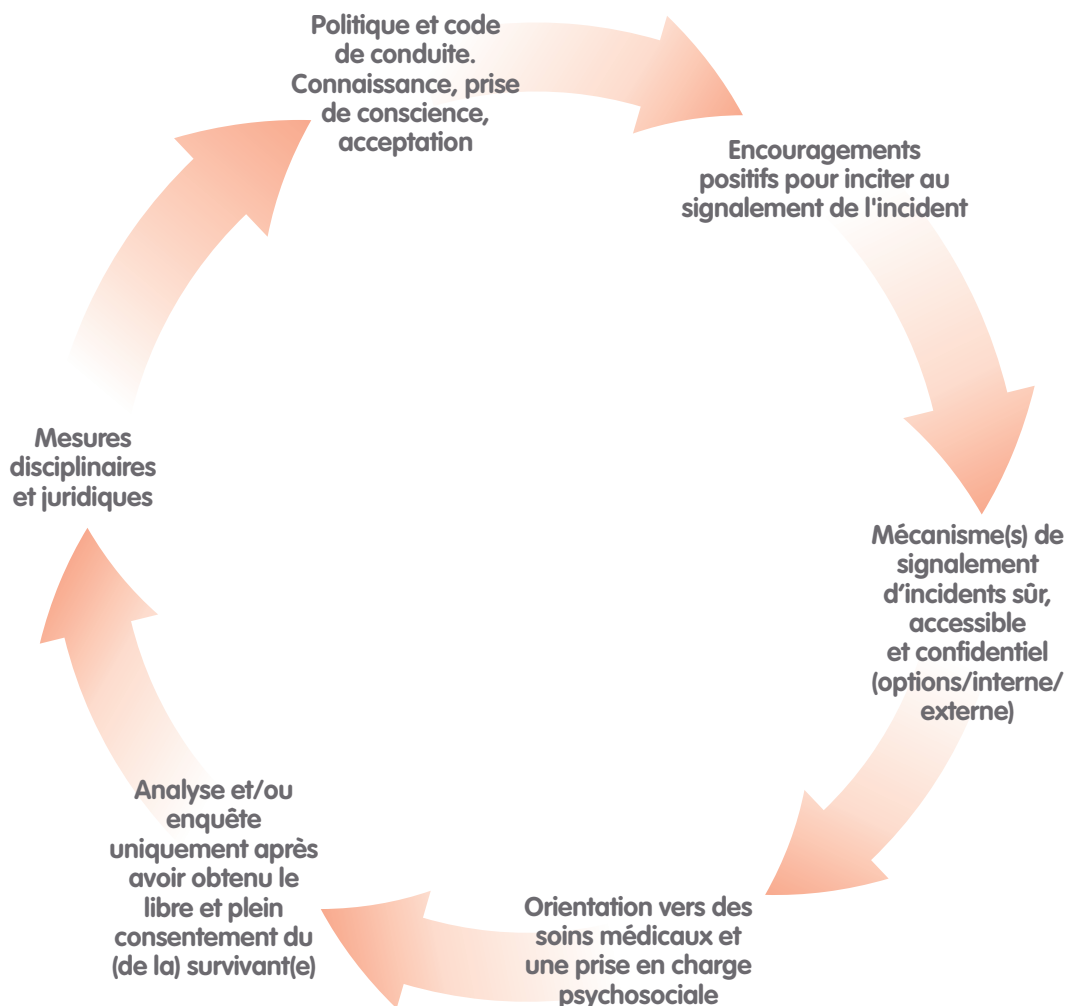 Politique et code
de conduite.
Connaissance, prise
de conscience,
acceptation
Encouragements
positifs pour inciter au
signalement de l'incident
Mécanisme(s) de
signalement
d’incidents sûr,
accessible
et confidentiel
(options/interne/
externe)
Orientation vers des
soins médicaux et
une prise en charge
psychosociale
Analyse et/ou
enquête
uniquement après
avoir obtenu le
libre et plein
consentement du
(de la) survivant(e)
Mesures
disciplinaires
et juridiques